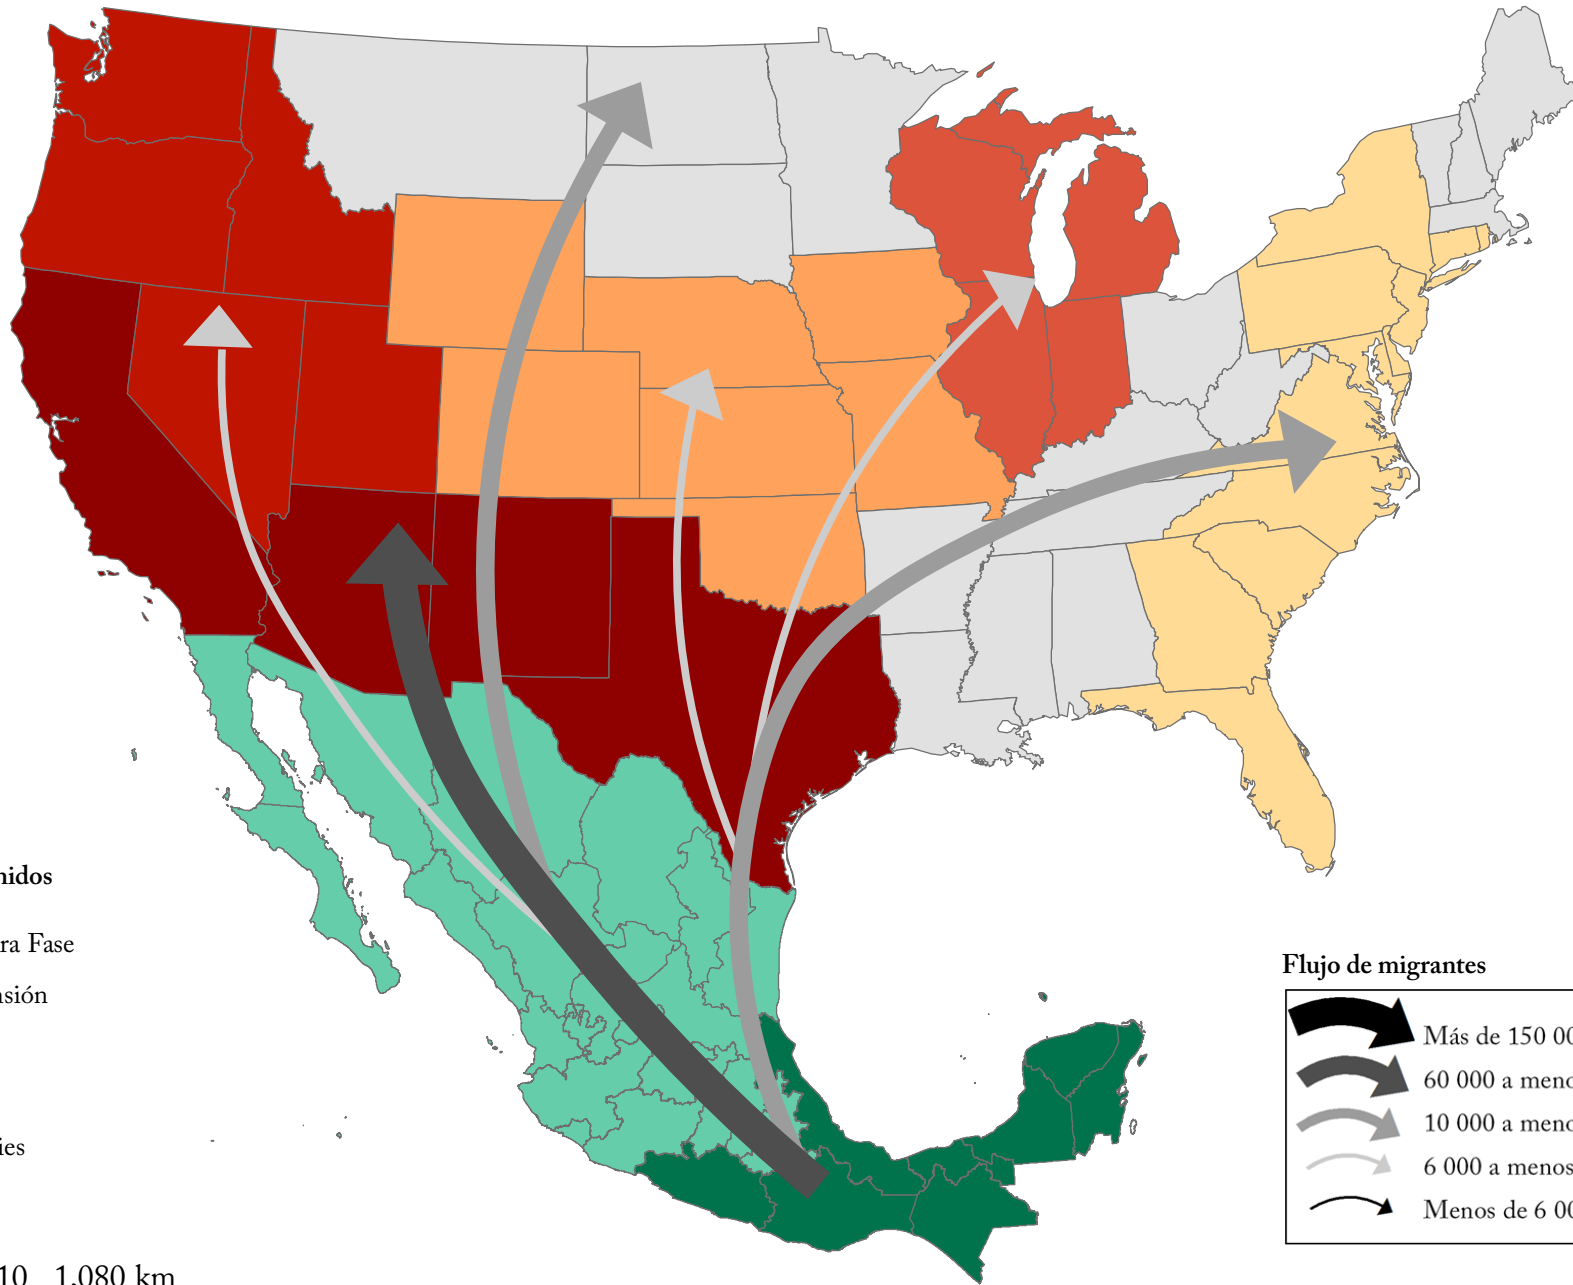 nidos
ra Fase
nsión
ies
10 1,080 km
Flujo de migrantes
Más de 150 00
60 000 a meno
10 000 a meno
6 000 a menos
Menos de 6 00